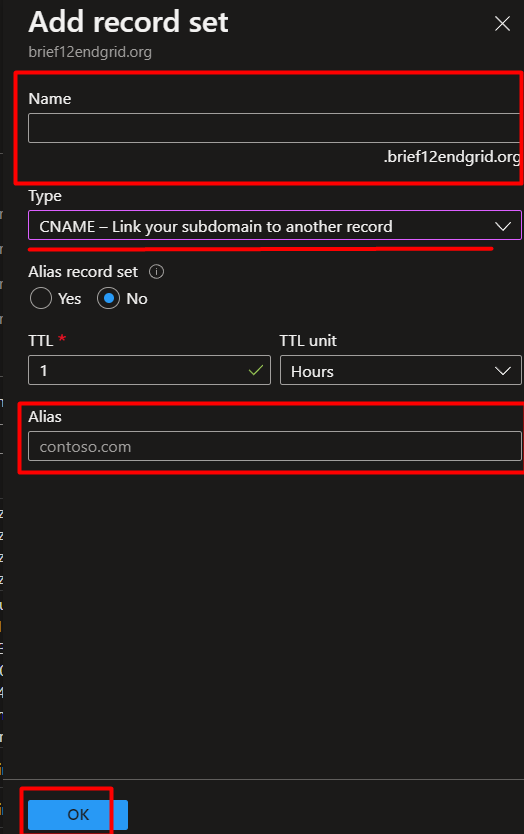 Add record set
brief12endgrid.org
Name
.brief12endgrid.org
Type
CNAME – Link your subdomain to another record
Alias record set
Yes No
TTL * TTL unit
1 Hours
Alias
contoso.com
OK